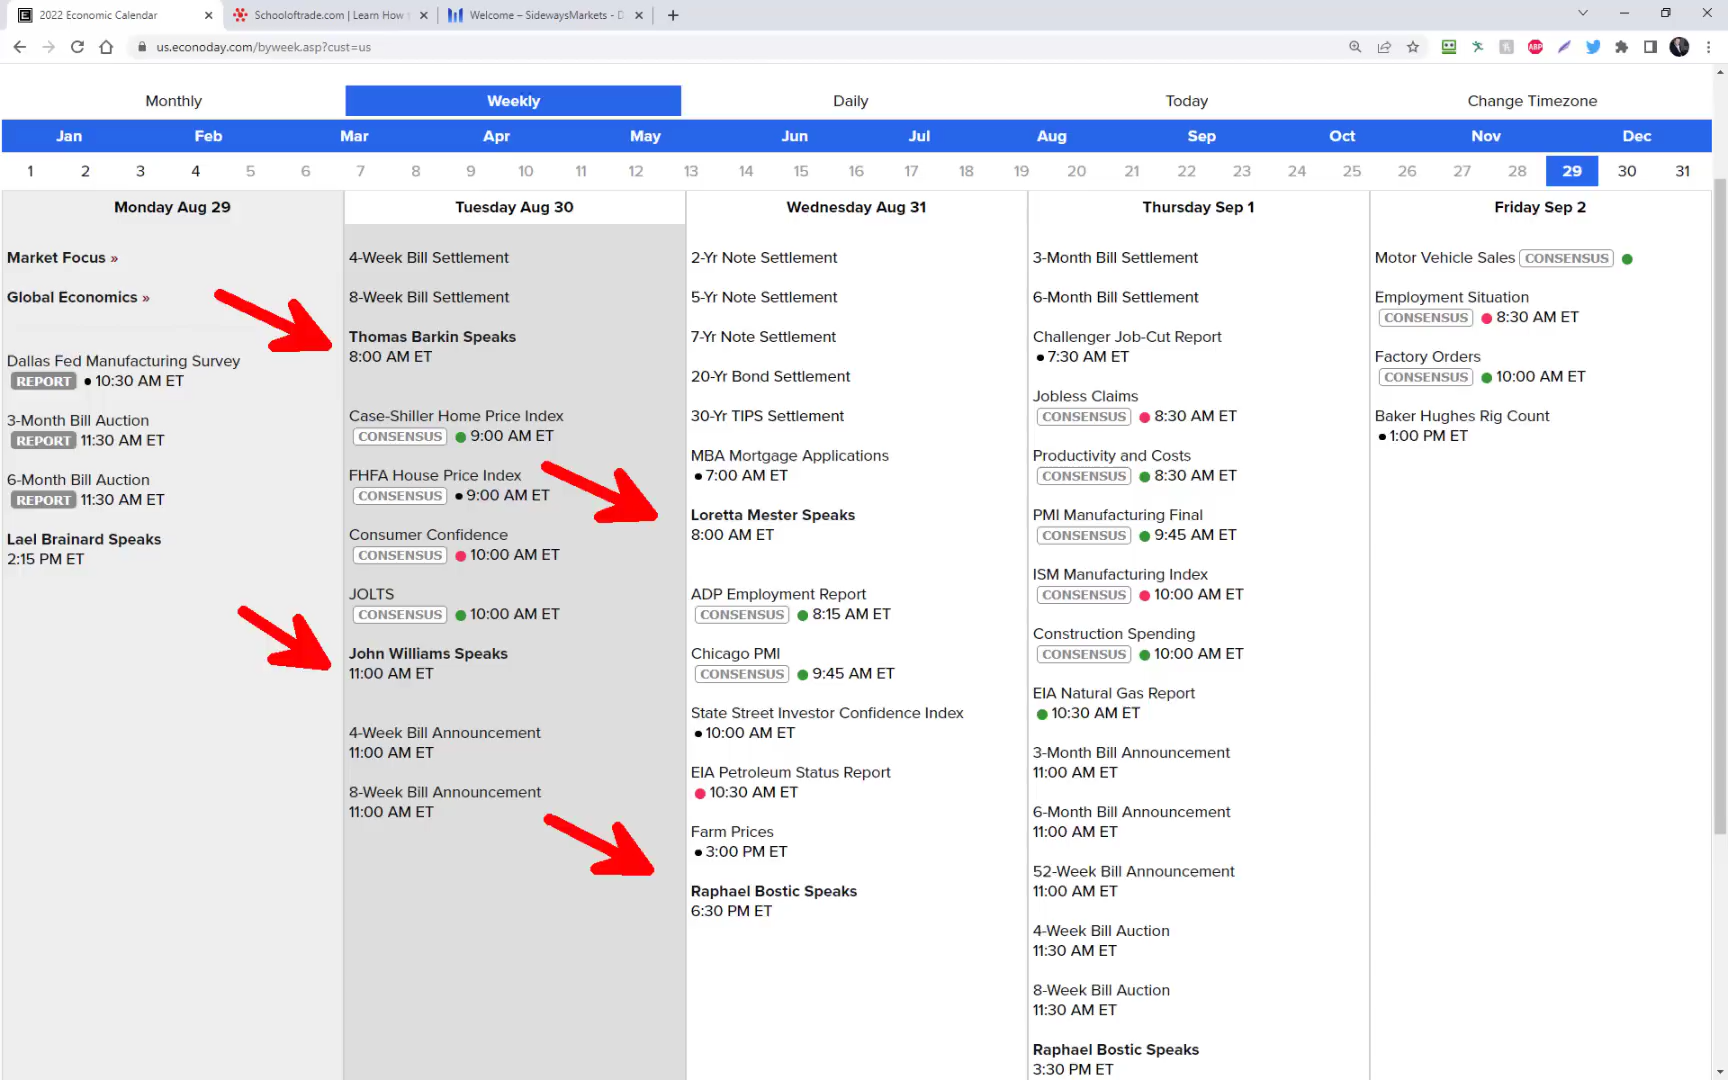 2022 Economic Calendar
Schooloftrade.com | Learn How
Welcome – SidewaysMarkets - D
us.econoday.com/byweek.asp?cust=us
ABP
Monthly Weekly Daily Today Change Timezone
Jan Feb Mar Apr May Jun Jul Aug Sep Oct Nov Dec
1 2 3 4 5 6 7 8 9 10 11 12 13 14 15 16 17 18 19 20 21 22 23 24 25 26 27 28 29 30 31
Monday Aug 29
Market Focus »
Global Economics »
Dallas Fed Manufacturing Survey
REPORT 10:30 AM ET
3-Month Bill Auction
REPORT 11:30 AM ET
6-Month Bill Auction
REPORT 11:30 AM ET
Lael Brainard Speaks
2:15 PM ET
Tuesday Aug 30
4-Week Bill Settlement
8-Week Bill Settlement
Thomas Barkin Speaks
8:00 AM ET
Case-Shiller Home Price Index
CONSENSUS 9:00 AM ET
FHFA House Price Index
CONSENSUS 9:00 AM ET
Consumer Confidence
CONSENSUS 10:00 AM ET
JOLTS
CONSENSUS 10:00 AM ET
John Williams Speaks
11:00 AM ET
4-Week Bill Announcement
11:00 AM ET
8-Week Bill Announcement
11:00 AM ET
Wednesday Aug 31
2-Yr Note Settlement
5-Yr Note Settlement
7-Yr Note Settlement
20-Yr Bond Settlement
30-Yr TIPS Settlement
MBA Mortgage Applications
7:00 AM ET
Loretta Mester Speaks
8:00 AM ET
ADP Employment Report
CONSENSUS 8:15 AM ET
Chicago PMI
CONSENSUS 9:45 AM ET
State Street Investor Confidence Index
10:00 AM ET
EIA Petroleum Status Report
10:30 AM ET
Farm Prices
3:00 PM ET
Raphael Bostic Speaks
6:30 PM ET
Thursday Sep 1
3-Month Bill Settlement
6-Month Bill Settlement
Challenger Job-Cut Report
7:30 AM ET
Jobless Claims
CONSENSUS 8:30 AM ET
Productivity and Costs
CONSENSUS 8:30 AM ET
PMI Manufacturing Final
CONSENSUS 9:45 AM ET
ISM Manufacturing Index
CONSENSUS 10:00 AM ET
Construction Spending
CONSENSUS 10:00 AM ET
EIA Natural Gas Report
10:30 AM ET
3-Month Bill Announcement
11:00 AM ET
6-Month Bill Announcement
11:00 AM ET
52-Week Bill Announcement
11:00 AM ET
4-Week Bill Auction
11:30 AM ET
8-Week Bill Auction
11:30 AM ET
Raphael Bostic Speaks
3:30 PM ET
Friday Sep 2
Motor Vehicle Sales CONSENSUS
Employment Situation
CONSENSUS 8:30 AM ET
Factory Orders
CONSENSUS 10:00 AM ET
Baker Hughes Rig Count
1:00 PM ET